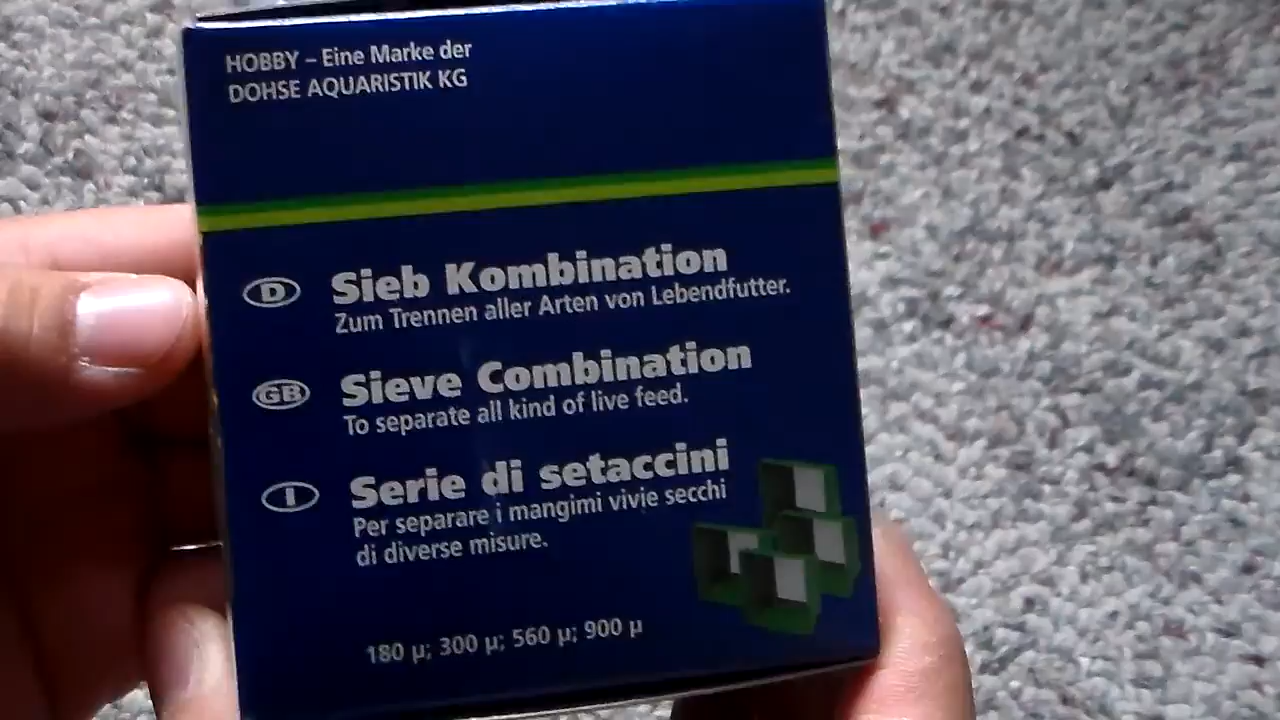 HOBBY – Eine Marke der
DOHSE AQUARISTIK KG
D
Sieb Kombination
Zum Trennen aller Arten von Lebendfutter.
GB
Sieve Combination
To separate all kind of live feed.
I
Serie di setaccini
Per separare i mangimi vivie secchi
di diverse misure.
180 µ; 300 µ; 560 µ; 900 µ